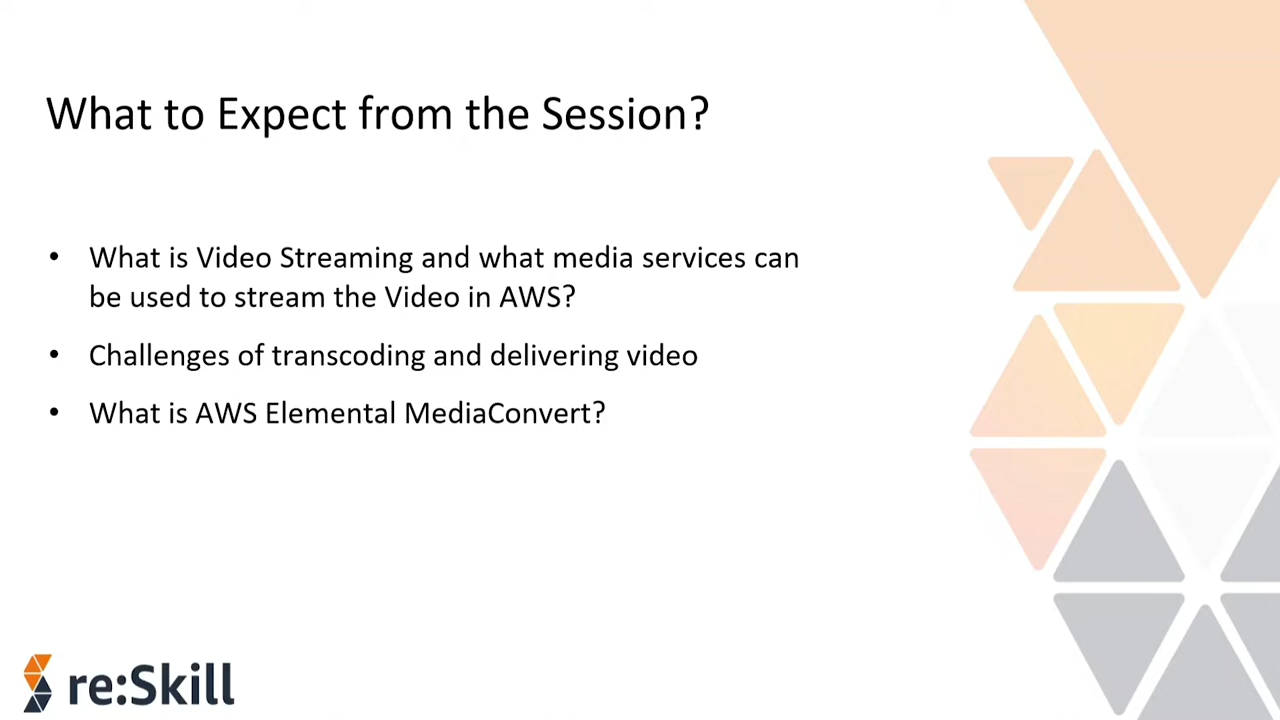 What to Expect from the Session?
• What is Video Streaming and what media services can
be used to stream the Video in AWS?
• Challenges of transcoding and delivering video
• What is AWS Elemental MediaConvert?
re:Skill